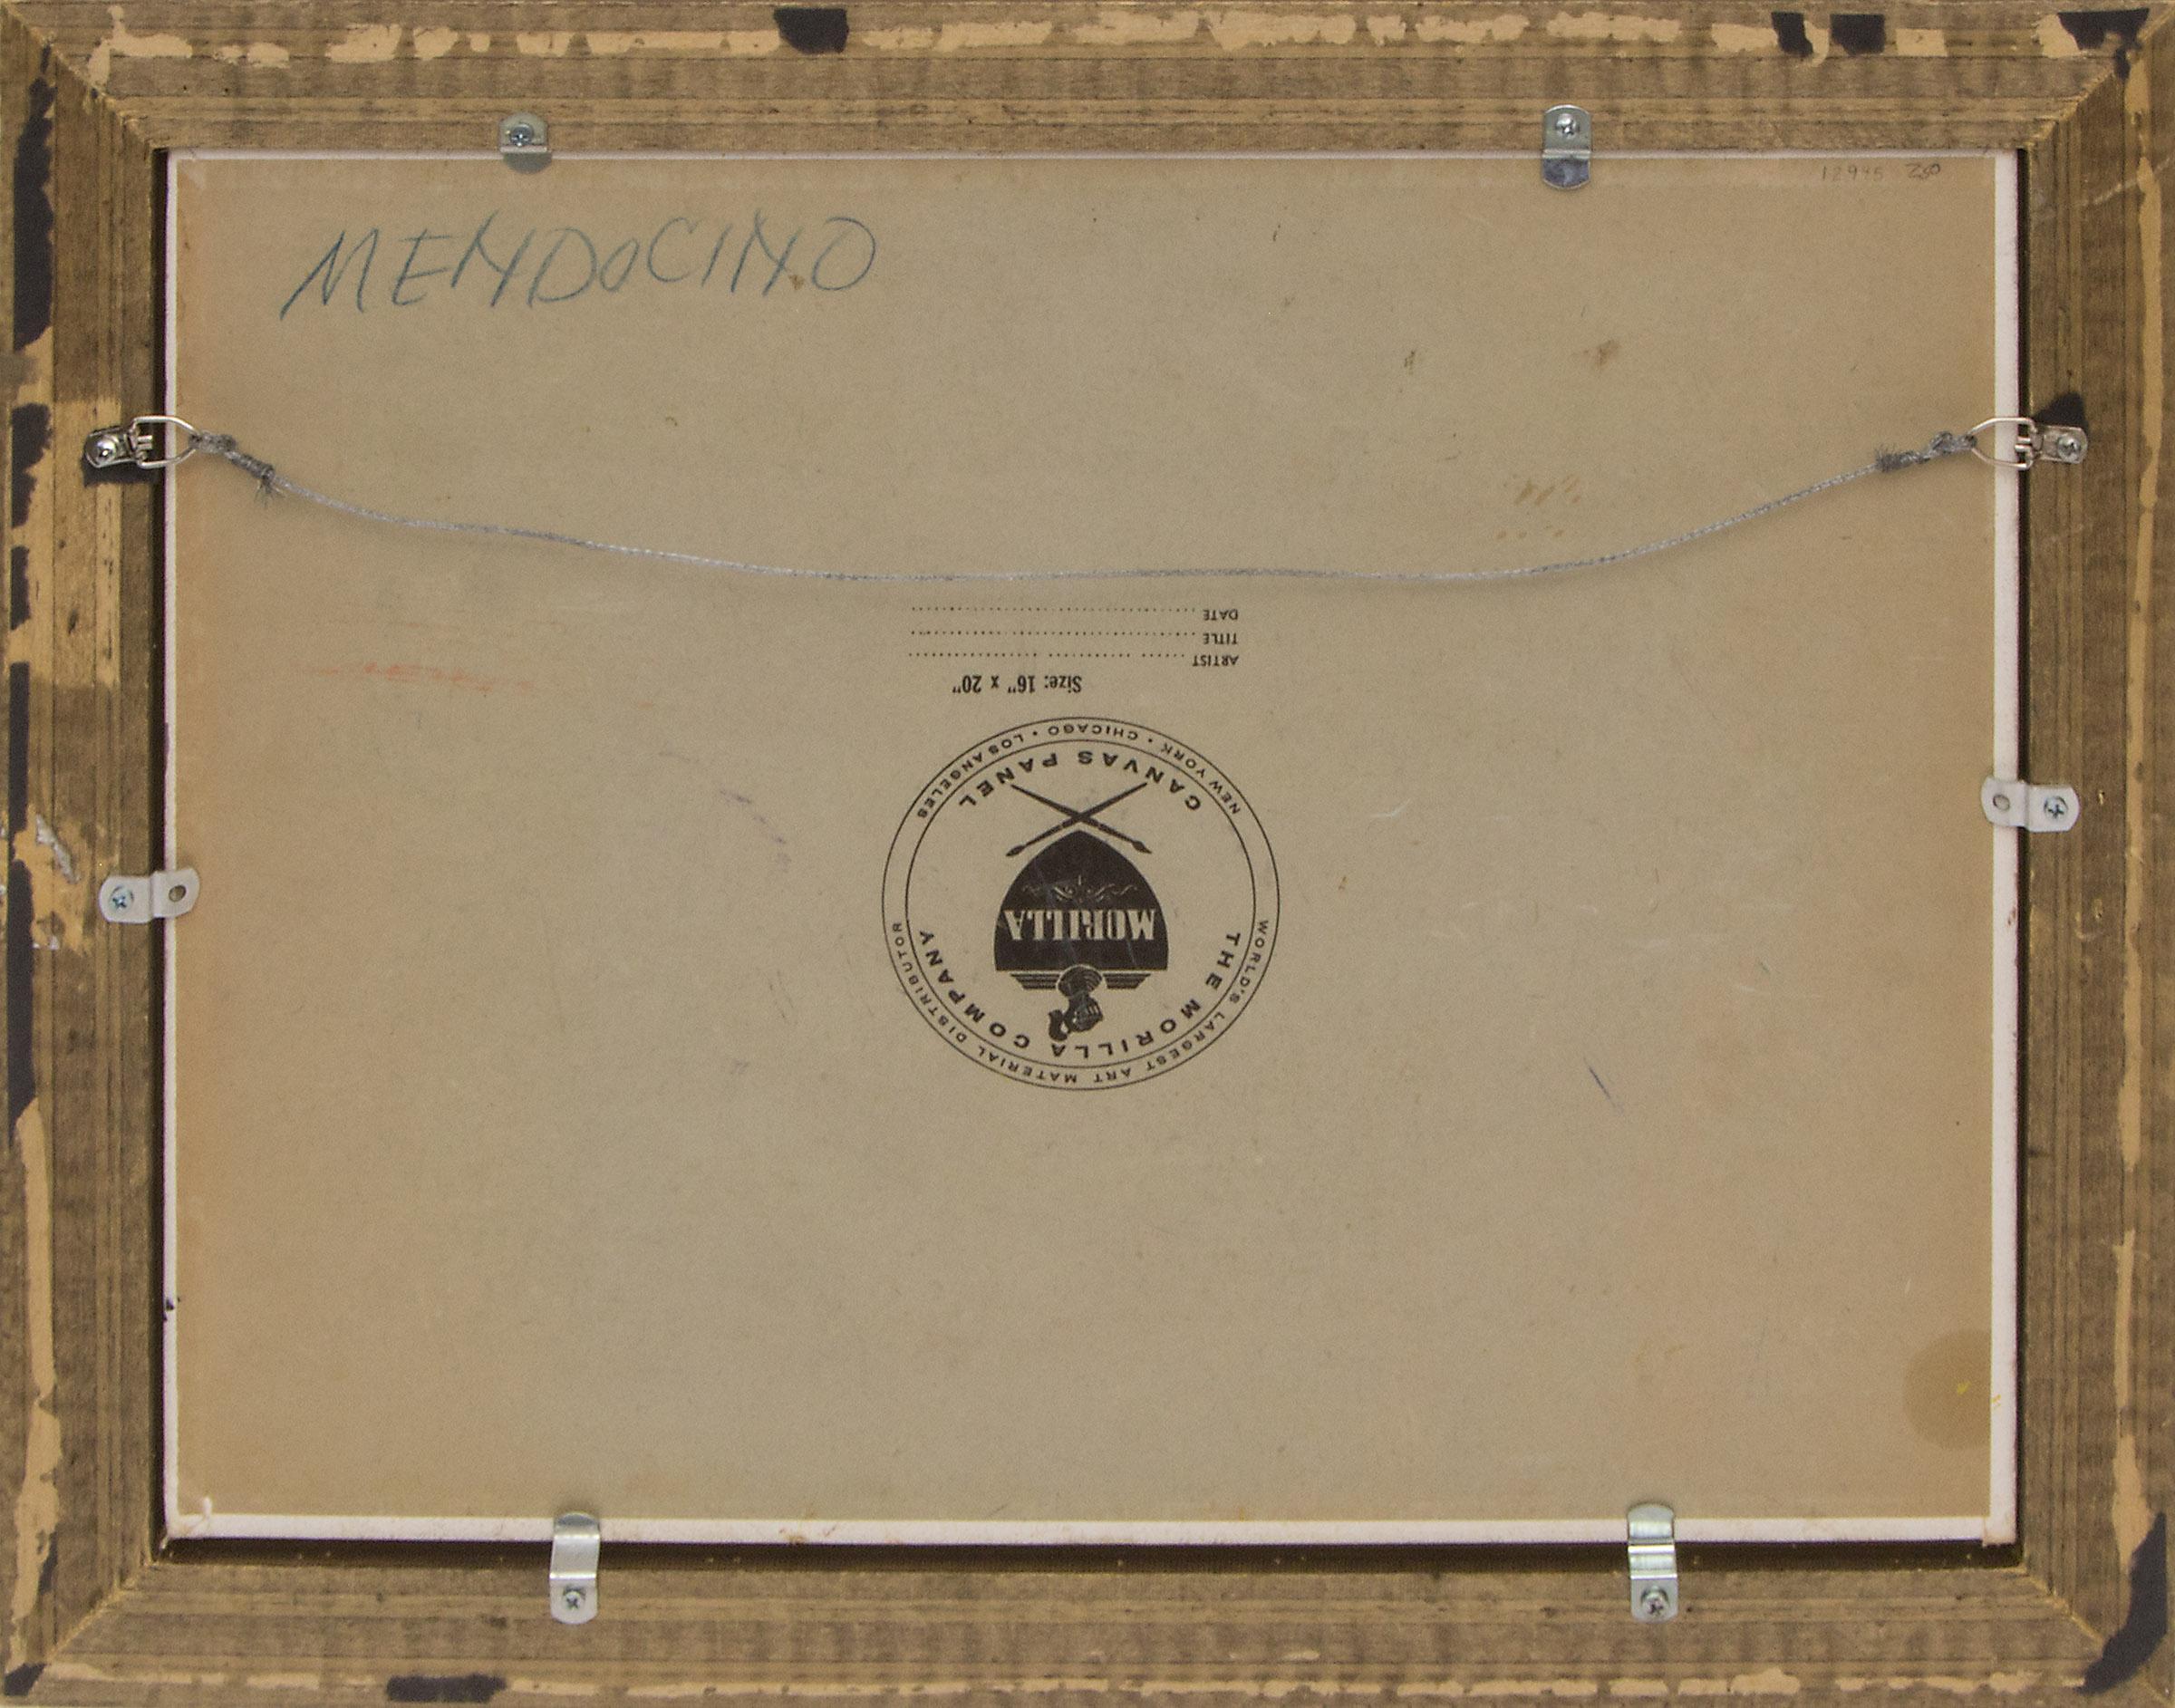 MENDOCINO
12945 250
DATE
TITLE
ARTIST
Size: 16" x 20"
NEW YORK • CHICAGO • LOS ANGELES
CANVAS PANEL
MORILLA
THE MORILLA COMPANY
WORLD'S LARGEST ART MATERIAL DISTRIBUTOR